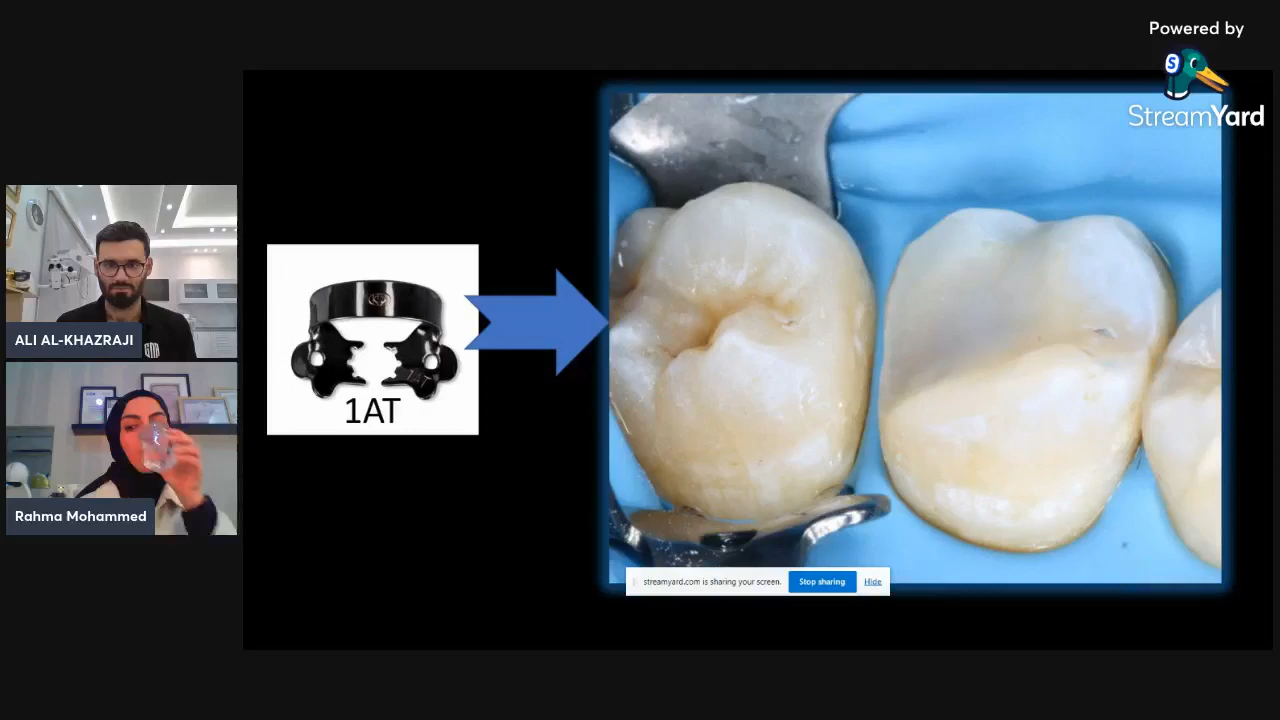 Powered by
S
StreamYard
ALI AL-KHAZRAJI
Rahma Mohammed
1AT
streamyard.com is sharing your screen.
Stop sharing
Hide